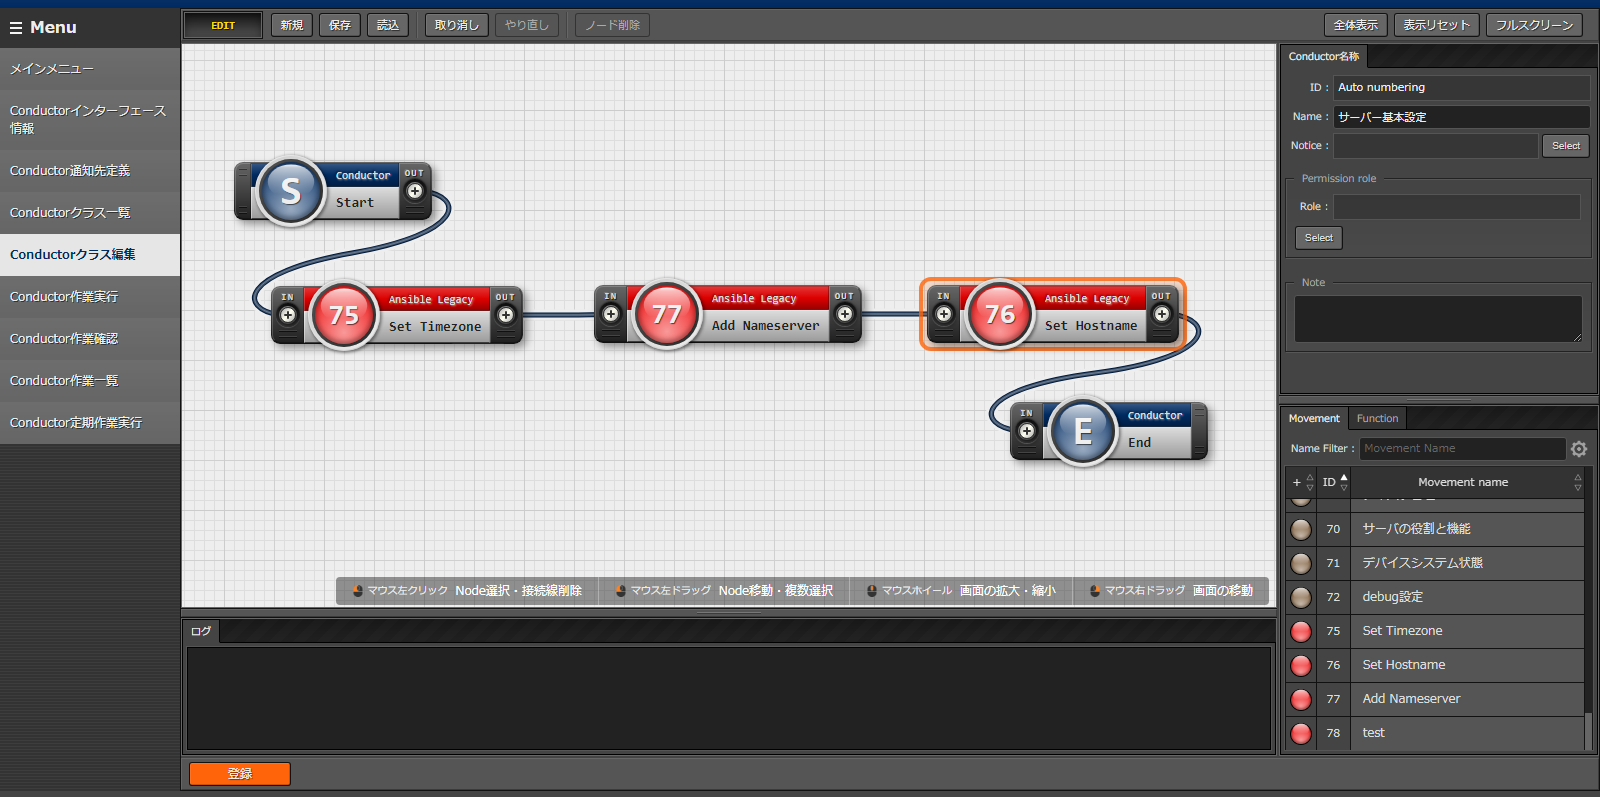 Menu
メインメニュー
Conductorインターフェース
情報
Conductor通知先定義
Conductorクラス一覧
Conductorクラス編集
Conductor作業実行
Conductor作業確認
Conductor作業一覧
Conductor定期作業実行
EDIT 新規 保存 読込 取り消し やり直し ノード削除 全体表示 表示リセット フルスクリーン
S Conductor OUT
Start
IN 75 Ansible Legacy OUT
Set Timezone
IN 77 Ansible Legacy OUT
Add Nameserver
IN 76 Ansible Legacy OUT
Set Hostname
IN E Conductor
End
マウス左クリック Node選択・接続線削除 マウス左ドラッグ Node移動・複数選択 マウスホイール 画面の拡大・縮小 マウス右ドラッグ 画面の移動
ログ
登録
Conductor名称
ID : Auto numbering
Name : サーバー基本設定
Notice : Select
Permission role
Role :
Select
Note
Movement Function
Name Filter : Movement Name
+ ID Movement name
70 サーバの役割と機能
71 デバイスシステム状態
72 debug設定
75 Set Timezone
76 Set Hostname
77 Add Nameserver
78 test